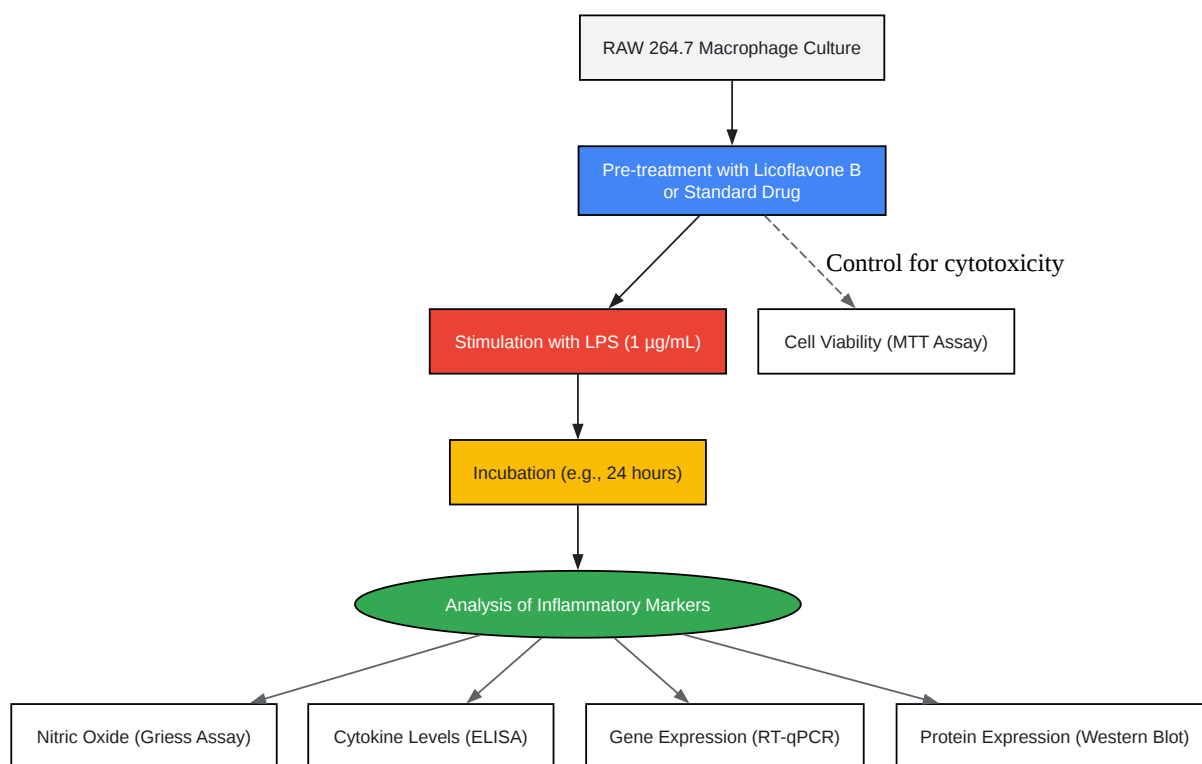 RAW 264.7 Macrophage Culture
Pre-treatment with Licoflavone B
or Standard Drug
Control for cytotoxicity
Stimulation with LPS (1 µg/mL)
Cell Viability (MTT Assay)
Incubation (e.g., 24 hours)
Analysis of Inflammatory Markers
Nitric Oxide (Griess Assay)
Cytokine Levels (ELISA)
Gene Expression (RT-qPCR)
Protein Expression (Western Blot)